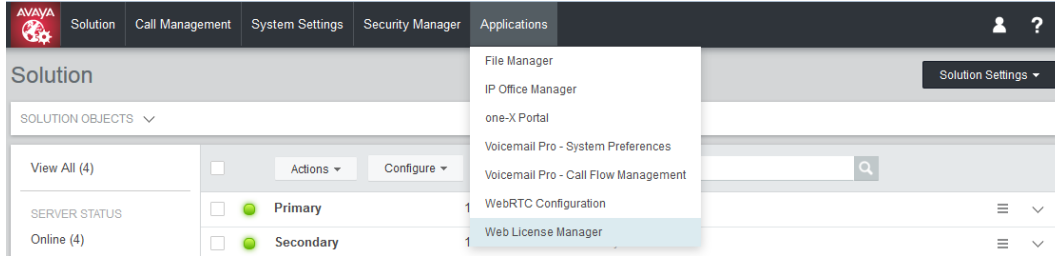 AVAYA
Solution Call Management System Settings Security Manager Applications ?
File Manager
Solution
Solution Settings
IP Office Manager
SOLUTION OBJECTS
one-X Portal
Voicemail Pro - System Preferences
View All (4)
Actions Configure
Voicemail Pro - Call Flow Management
WebRTC Configuration
SERVER STATUS
Primary 1
Web License Manager
Online (4)
Secondary 1